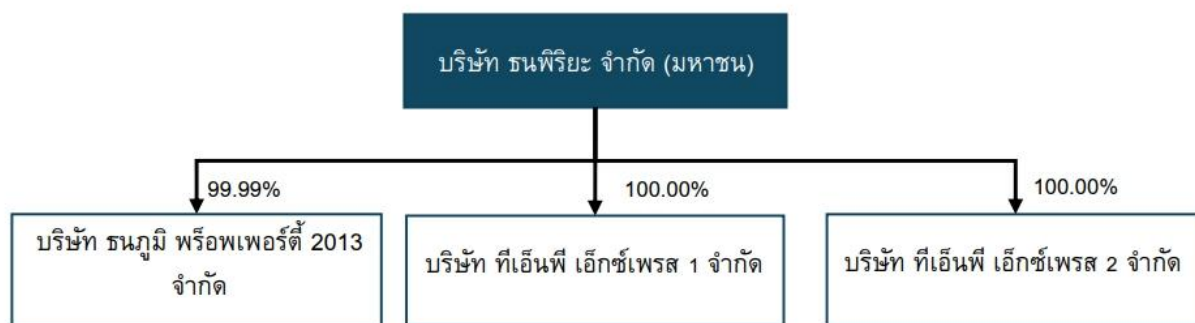 บริษัท ธนพิริยะ จำกัด (มหาชน)
99.99%
100.00%
100.00%
บริษัท ธนภูมิ พร็อพเพอร์ตี้ 2013
จำกัด
บริษัท ทีเอ็นพี เอ็กซ์เพรส 1 จำกัด
บริษัท ทีเอ็นพี เอ็กซ์เพรส 2 จำกัด